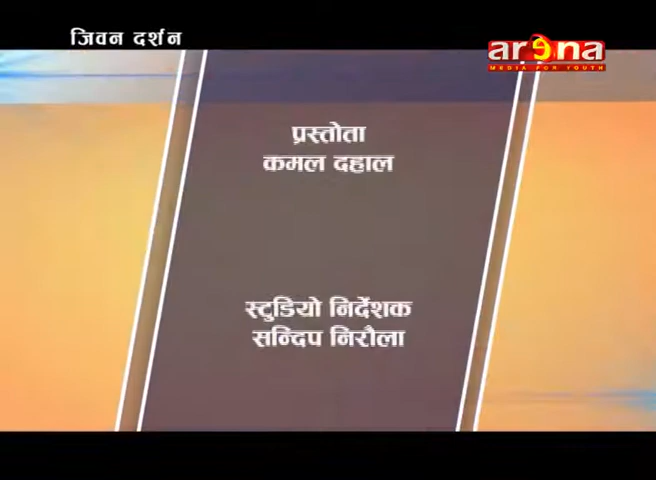 जिवन दर्शन
arena
MEDIA FOR YOUTH
प्रस्तोता
कमल दहाल
स्टुडियो निर्देशक
सन्दिप निरौला